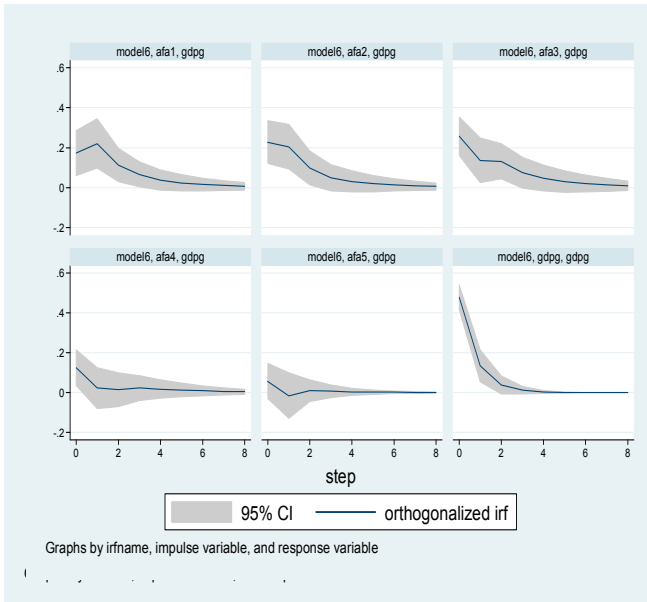 model6, afa1, gdpg
model6, afa2, gdpg
model6, afa3, gdpg
.6
.4
.2
0
-.2
model6, afa4, gdpg
model6, afa5, gdpg
model6, gdpg, gdpg
.6
.4
.2
0
-.2
0 2 4 6 8
0 2 4 6 8
0 2 4 6 8
step
95% CI orthogonalized irf
Graphs by irfname, impulse variable, and response variable